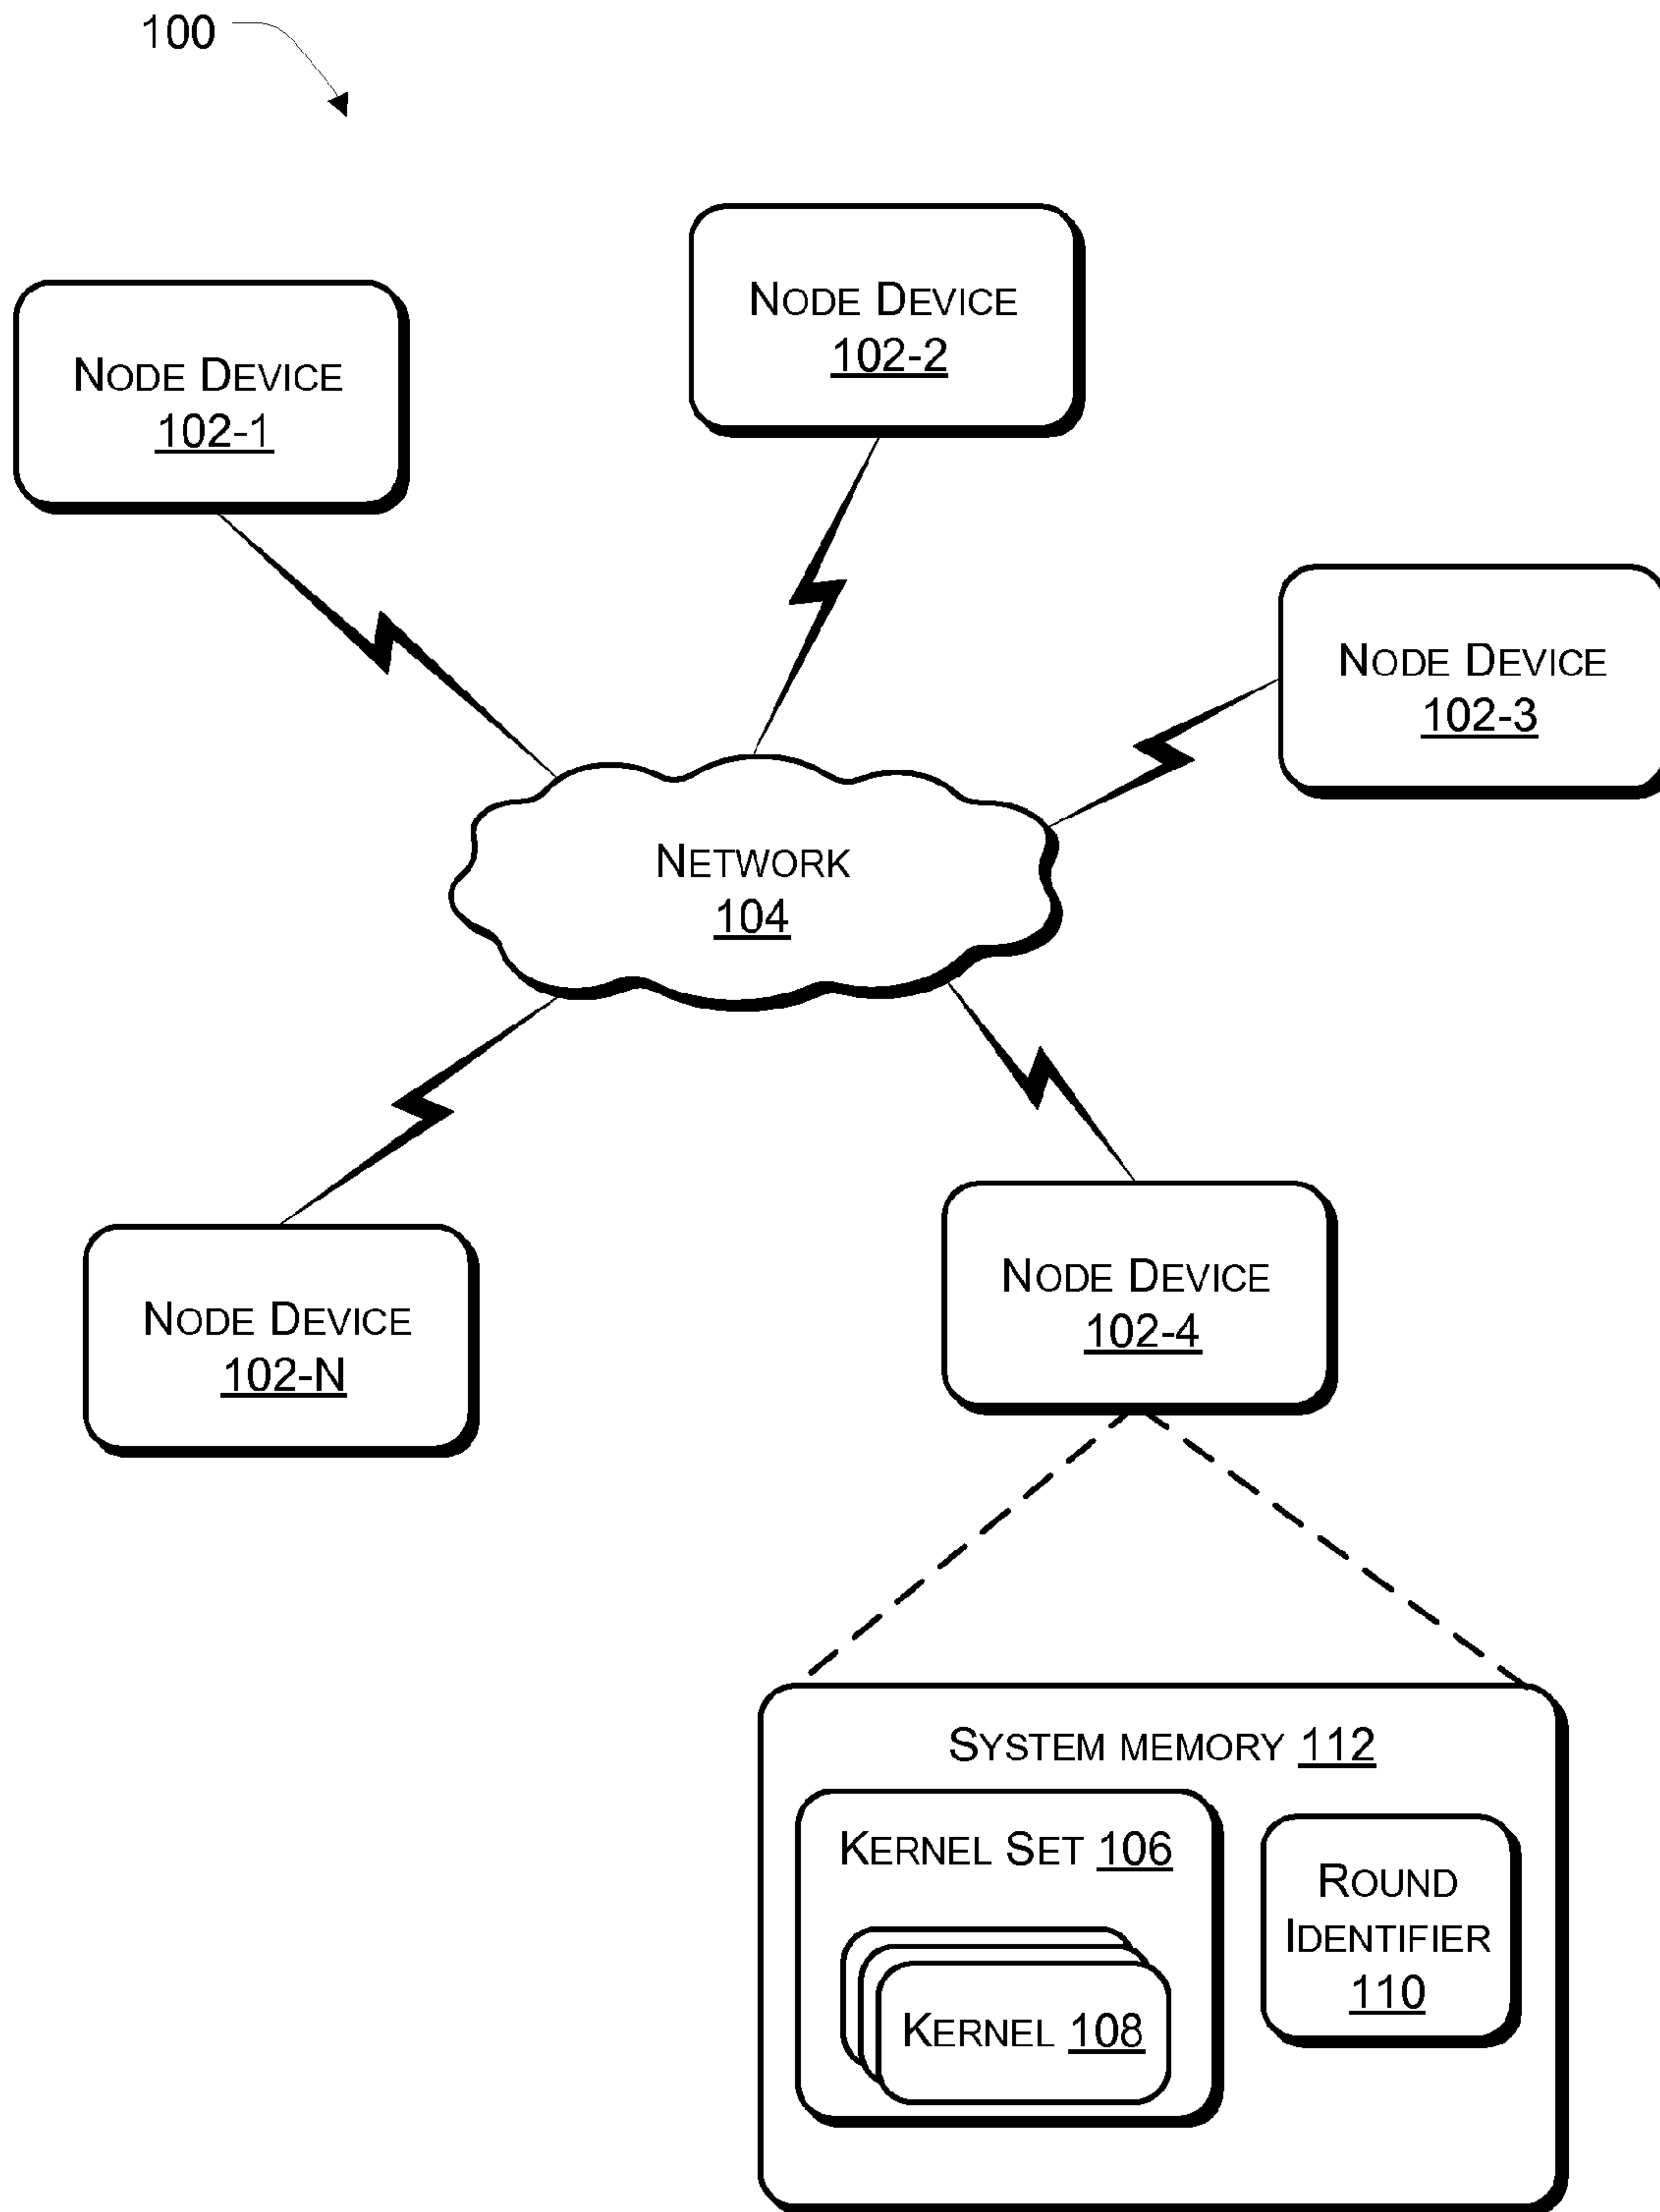 100
NODE DEVICE
102-2
NODE DEVICE
102-1
NODE DEVICE
102-3
NETWORK
104
NODE DEVICE
102-4
NODE DEVICE
102-N
SYSTEM MEMORY 112
KERNEL SET 106
ROUND
IDENTIFIER
110
KERNEL 108